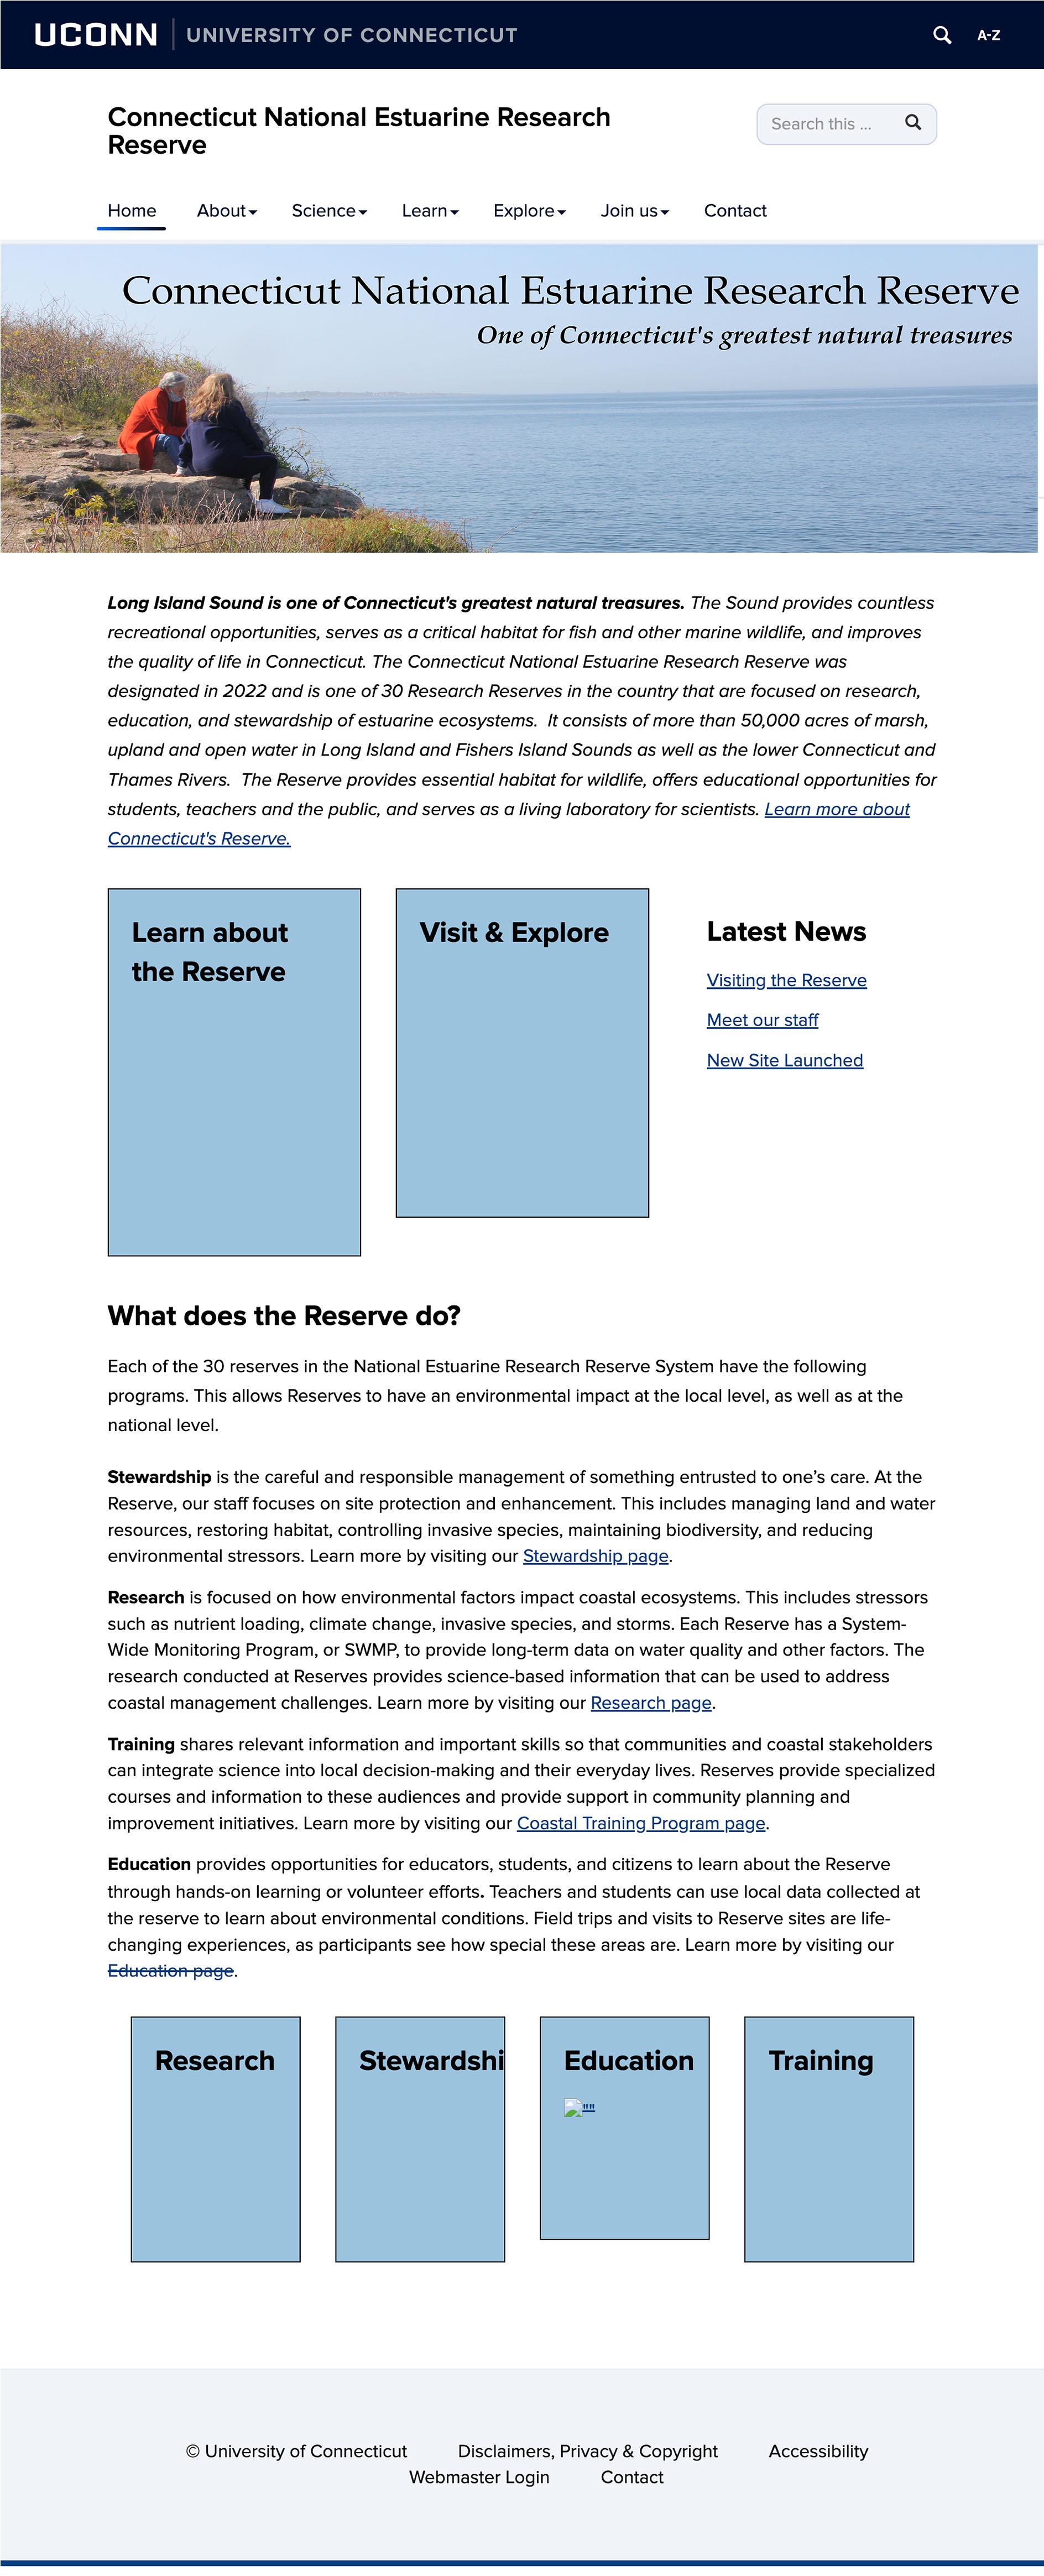 UCONN UNIVERSITY OF CONNECTICUT A-Z
Connecticut National Estuarine Research
Reserve
Search this ...
Home About Science Learn Explore Join us Contact
Connecticut National Estuarine Research Reserve
One of Connecticut's greatest natural treasures
Long Island Sound is one of Connecticut's greatest natural treasures. The Sound provides countless
recreational opportunities, serves as a critical habitat for fish and other marine wildlife, and improves
the quality of life in Connecticut. The Connecticut National Estuarine Research Reserve was
designated in 2022 and is one of 30 Research Reserves in the country that are focused on research,
education, and stewardship of estuarine ecosystems.  It consists of more than 50,000 acres of marsh,
upland and open water in Long Island and Fishers Island Sounds as well as the lower Connecticut and
Thames Rivers.  The Reserve provides essential habitat for wildlife, offers educational opportunities for
students, teachers and the public, and serves as a living laboratory for scientists. Learn more about
Connecticut's Reserve.
Learn about
the Reserve
Visit & Explore
Latest News
Visiting the Reserve
Meet our staff
New Site Launched
What does the Reserve do?
Each of the 30 reserves in the National Estuarine Research Reserve System have the following
programs. This allows Reserves to have an environmental impact at the local level, as well as at the
national level.
Stewardship is the careful and responsible management of something entrusted to one’s care. At the
Reserve, our staff focuses on site protection and enhancement. This includes managing land and water
resources, restoring habitat, controlling invasive species, maintaining biodiversity, and reducing
environmental stressors. Learn more by visiting our Stewardship page.
Research is focused on how environmental factors impact coastal ecosystems. This includes stressors
such as nutrient loading, climate change, invasive species, and storms. Each Reserve has a System-
Wide Monitoring Program, or SWMP, to provide long-term data on water quality and other factors. The
research conducted at Reserves provides science-based information that can be used to address
coastal management challenges. Learn more by visiting our Research page.
Training shares relevant information and important skills so that communities and coastal stakeholders
can integrate science into local decision-making and their everyday lives. Reserves provide specialized
courses and information to these audiences and provide support in community planning and
improvement initiatives. Learn more by visiting our Coastal Training Program page.
Education provides opportunities for educators, students, and citizens to learn about the Reserve
through hands-on learning or volunteer efforts. Teachers and students can use local data collected at
the reserve to learn about environmental conditions. Field trips and visits to Reserve sites are life-
changing experiences, as participants see how special these areas are. Learn more by visiting our
Education page.
Research
Stewardshi
Education
""
Training
© University of Connecticut Disclaimers, Privacy & Copyright Accessibility
Webmaster Login Contact